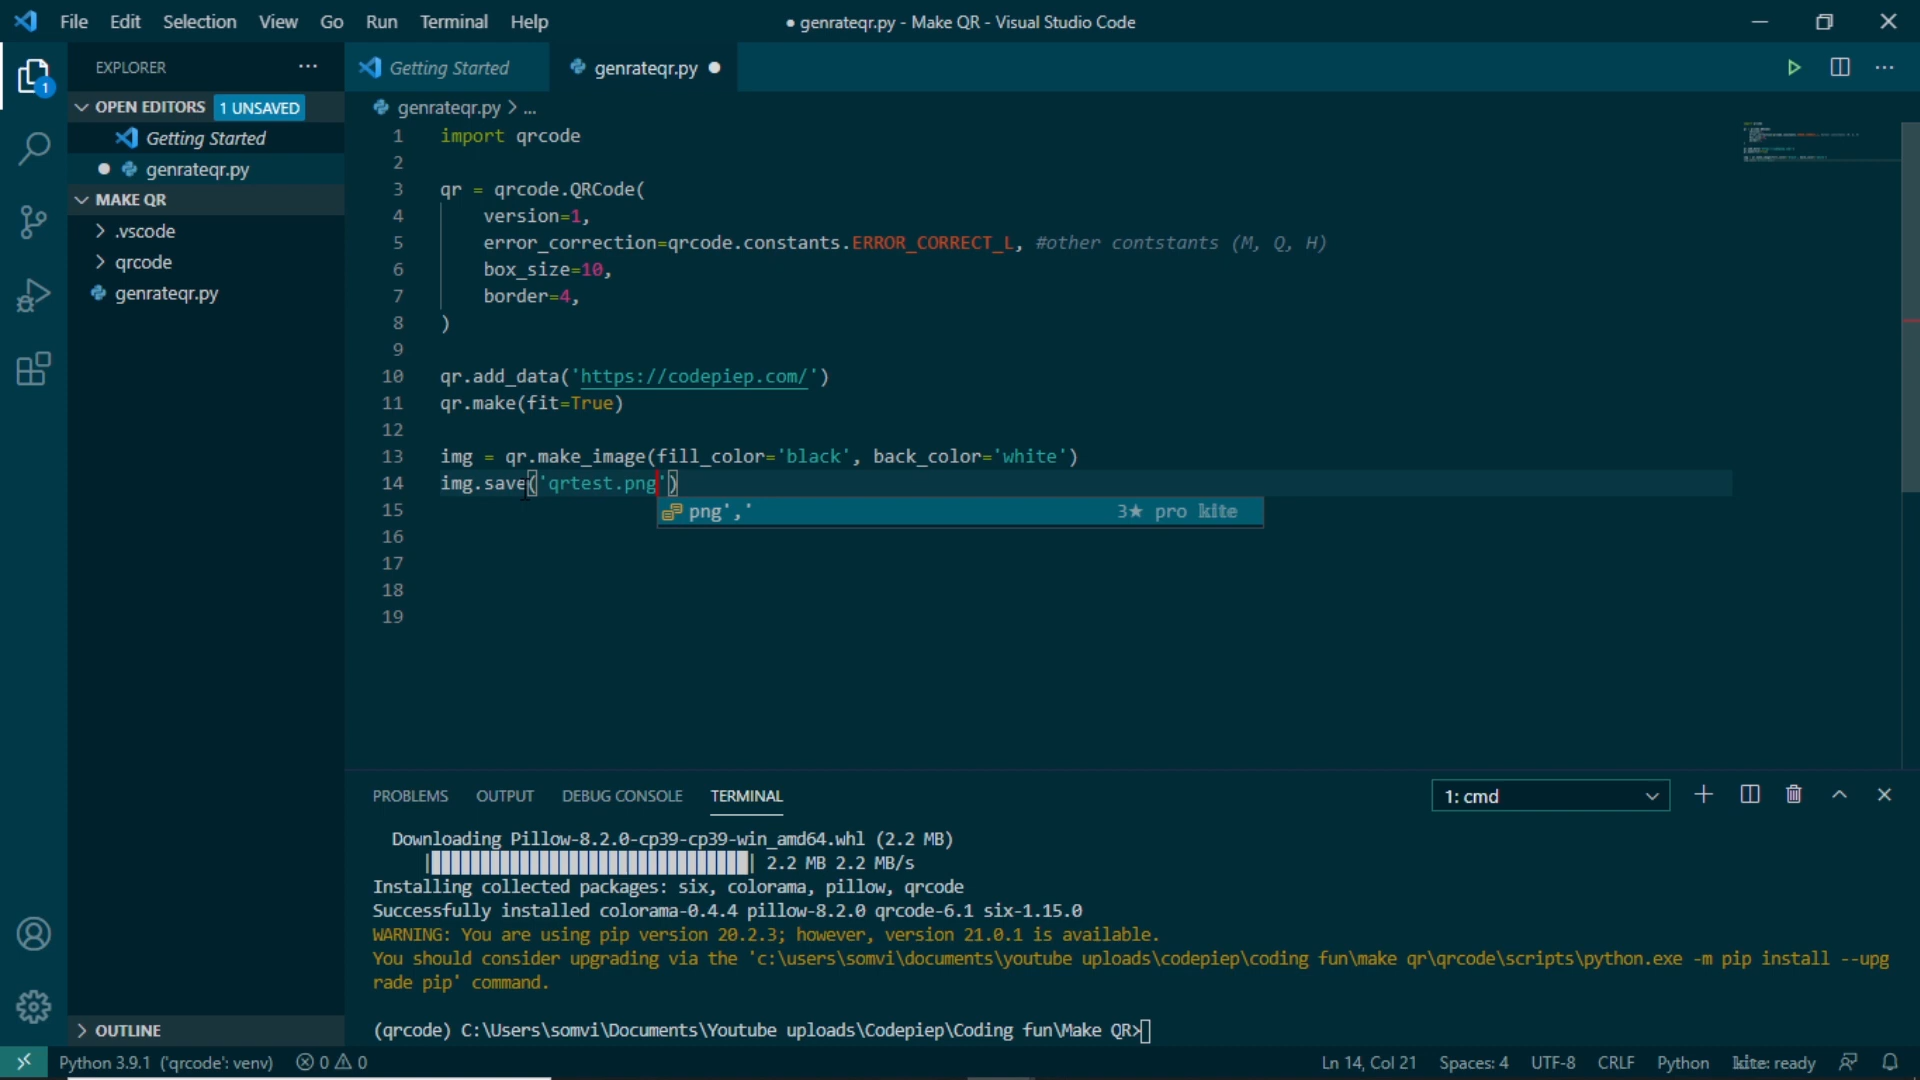 File Edit Selection View Go Run Terminal Help ● genrateqr.py - Make QR - Visual Studio Code
EXPLORER ···
1
OPEN EDITORS 1 UNSAVED
Getting Started
genrateqr.py
MAKE QR
.vscode
qrcode
genrateqr.py
OUTLINE
Getting Started genrateqr.py
genrateqr.py > ...
1 import qrcode
2
3 qr = qrcode.QRCode(
4 version=1,
5 error_correction=qrcode.constants.ERROR_CORRECT_L, #other contstants (M, Q, H)
6 box_size=10,
7 border=4,
8 )
9
10 qr.add_data('https://codepiep.com/')
11 qr.make(fit=True)
12
13 img = qr.make_image(fill_color='black', back_color='white')
14 img.save('qrtest.png')
15 png',' 3★ pro kite
16
17
18
19
PROBLEMS OUTPUT DEBUG CONSOLE TERMINAL 1: cmd
Downloading Pillow-8.2.0-cp39-cp39-win_amd64.whl (2.2 MB)
| 2.2 MB 2.2 MB/s
Installing collected packages: six, colorama, pillow, qrcode
Successfully installed colorama-0.4.4 pillow-8.2.0 qrcode-6.1 six-1.15.0
WARNING: You are using pip version 20.2.3; however, version 21.0.1 is available.
You should consider upgrading via the 'c:\users\somvi\documents\youtube uploads\codepiep\coding fun\make qr\qrcode\scripts\python.exe -m pip install --upg
rade pip' command.
(qrcode) C:\Users\somvi\Documents\Youtube uploads\Codepiep\Coding fun\Make QR>
Python 3.9.1 ('qrcode': venv) 0 0 Ln 14, Col 21 Spaces: 4 UTF-8 CRLF Python kite: ready